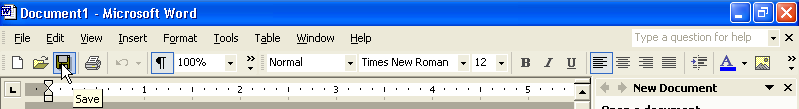 Document1 - Microsoft Word
File Edit View Insert Format Tools Table Window Help Type a question for help
¶ 100% » Normal Times New Roman 12 B I U »
L 1 2 3 4 5 New Document
Save